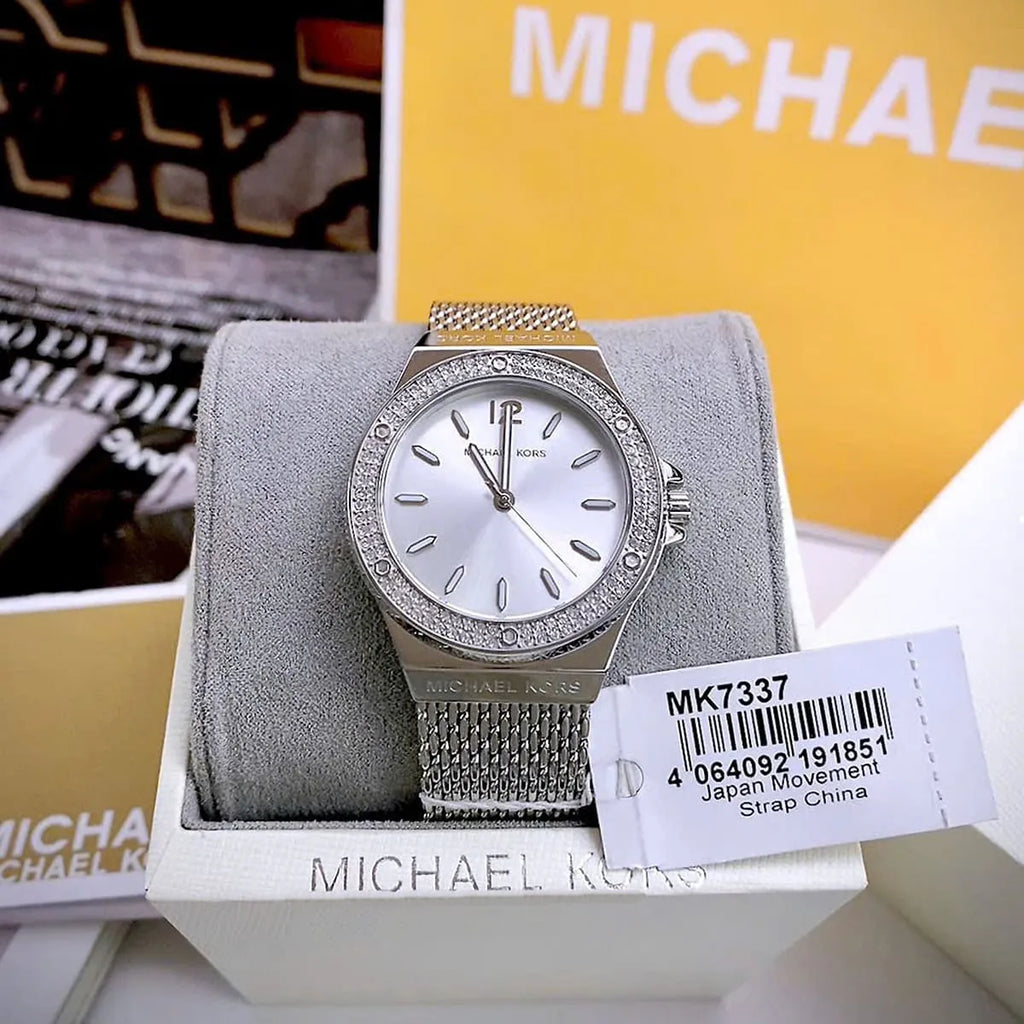 MICHAE
MICHAEL KORS
12
MICHAEL KORS
MICHAEL KORS
MK7337
4 064092 191851
Japan Movement
Strap China
MICHA
MICHAEL K
MICHAEL KORS